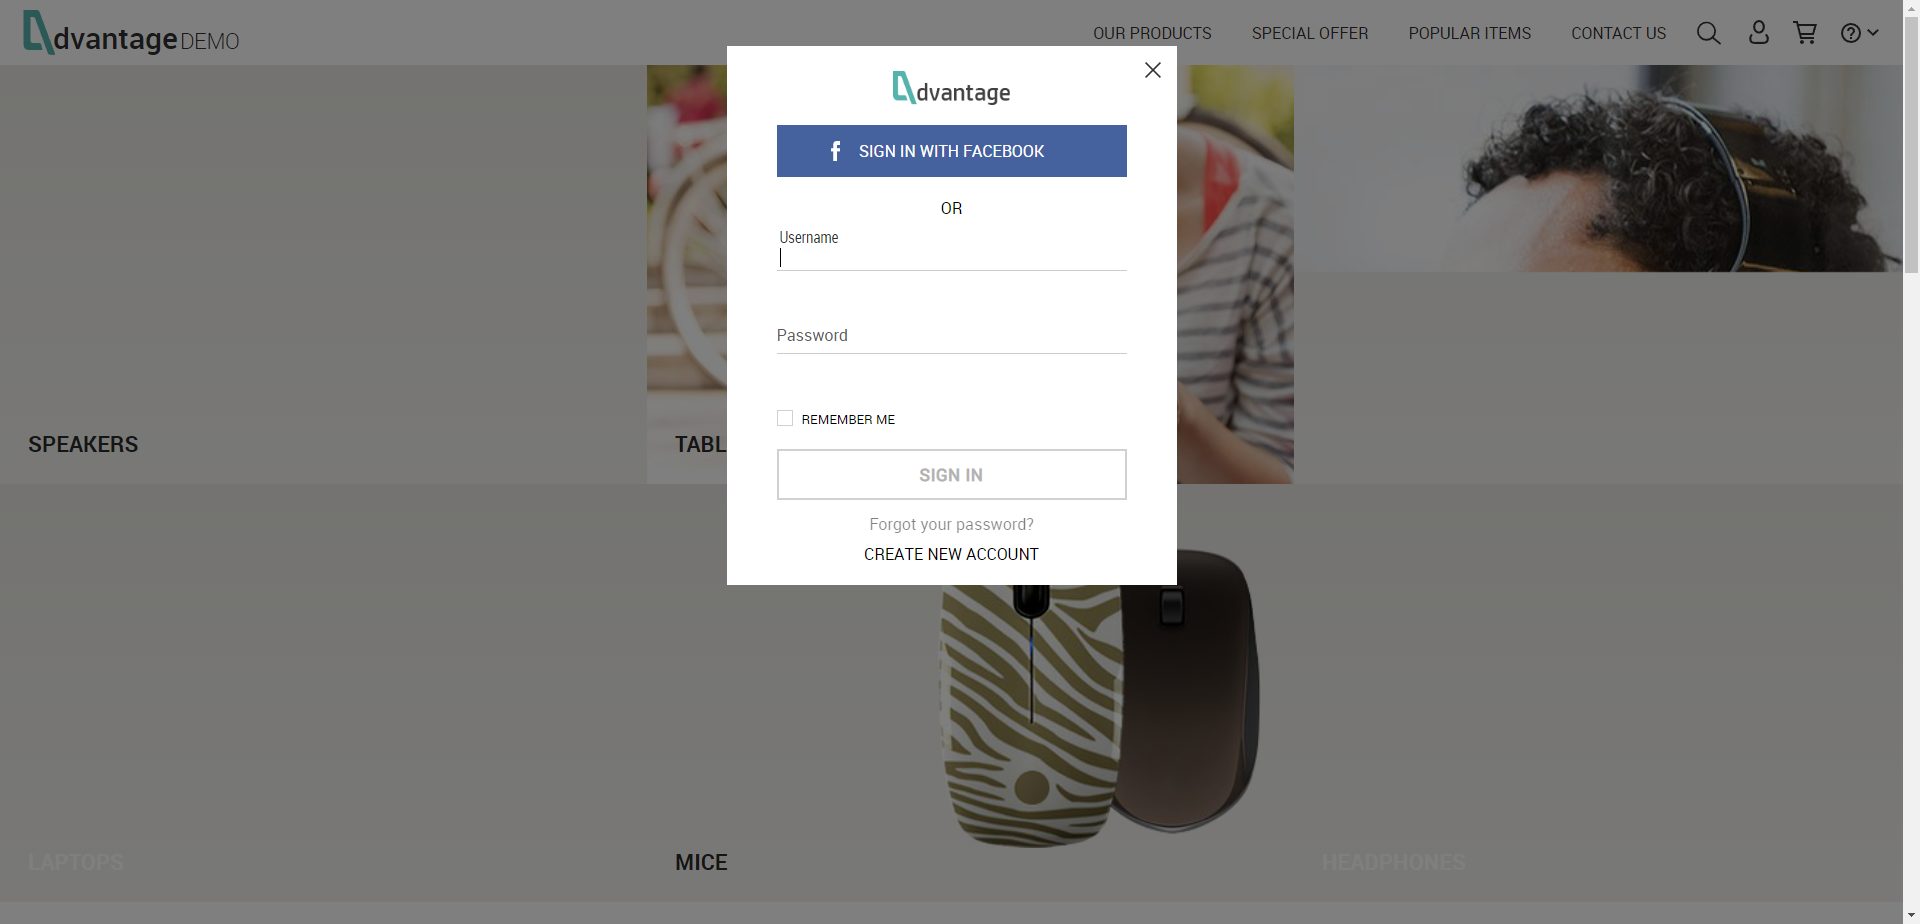 dvantage DEMO
OUR PRODUCTS
SPECIAL OFFER
POPULAR ITEMS
CONTACT US
dvantage
SIGN IN WITH FACEBOOK
OR
Username
Password
REMEMBER ME
SIGN IN
Forgot your password?
CREATE NEW ACCOUNT
SPEAKERS
TABL
LAPTOPS
MICE
HEADPHONES